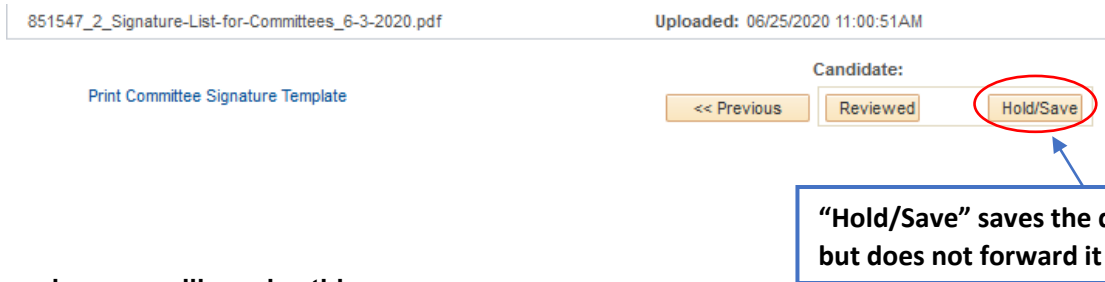 851547_2_Signature-List-for-Committees_6-3-2020.pdf Uploaded: 06/25/2020 11:00:51AM
Candidate:
Print Committee Signature Template << Previous Reviewed Hold/Save
“Hold/Save” saves the
but does not forward it